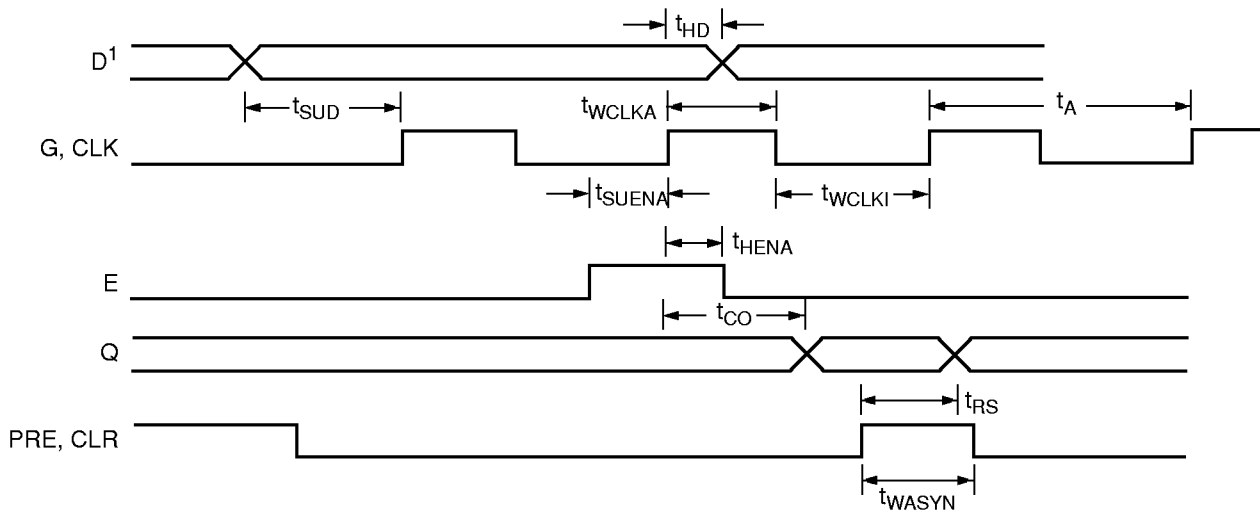 tHD
D1
tSUD
tWCLKA
tA
G, CLK
tSUENA
tWCLKI
tHENA
E
tCO
Q
tRS
PRE, CLR
tWASYN